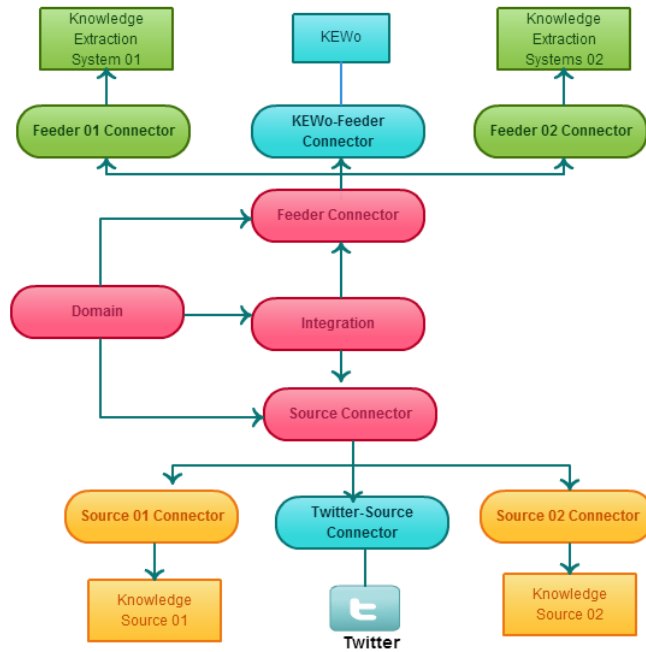 Knowledge
Extraction
System 01
KEWo
Knowledge
Extraction
Systems 02
Feeder 01 Connector
KEWo-Feeder
Connector
Feeder 02 Connector
Feeder Connector
Domain
Integration
Source Connector
Source 01 Connector
Twitter-Source
Connector
Source 02 Connector
Knowledge
Source 01
Knowledge
Source 02
Twitter